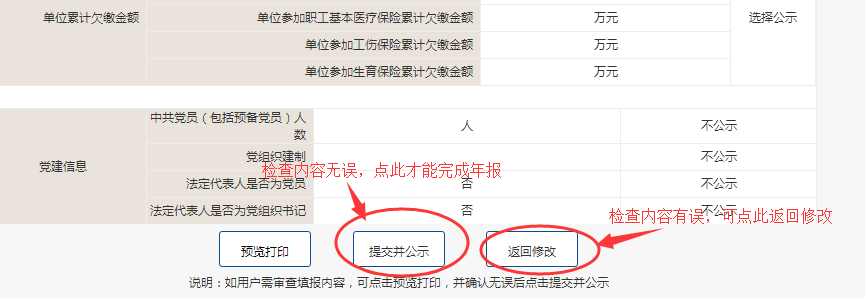 单位累计欠缴金额
单位参加职工基本医疗保险累计欠缴金额 万元 选择公示
单位参加工伤保险累计欠缴金额 万元
单位参加生育保险累计欠缴金额 万元
党建信息
中共党员（包括预备党员）人
数 人 不公示
党组织建制 不公示
检查内容无误，点此才能完成年报
法定代表人是否为党员 否 不公示
法定代表人是否为党组织书记 否 不公示
检查内容有误，可点此返回修改
预览打印 提交并公示 返回修改
说明：如用户需审查填报内容，可点击预览打印，并确认无误后点击提交并公示